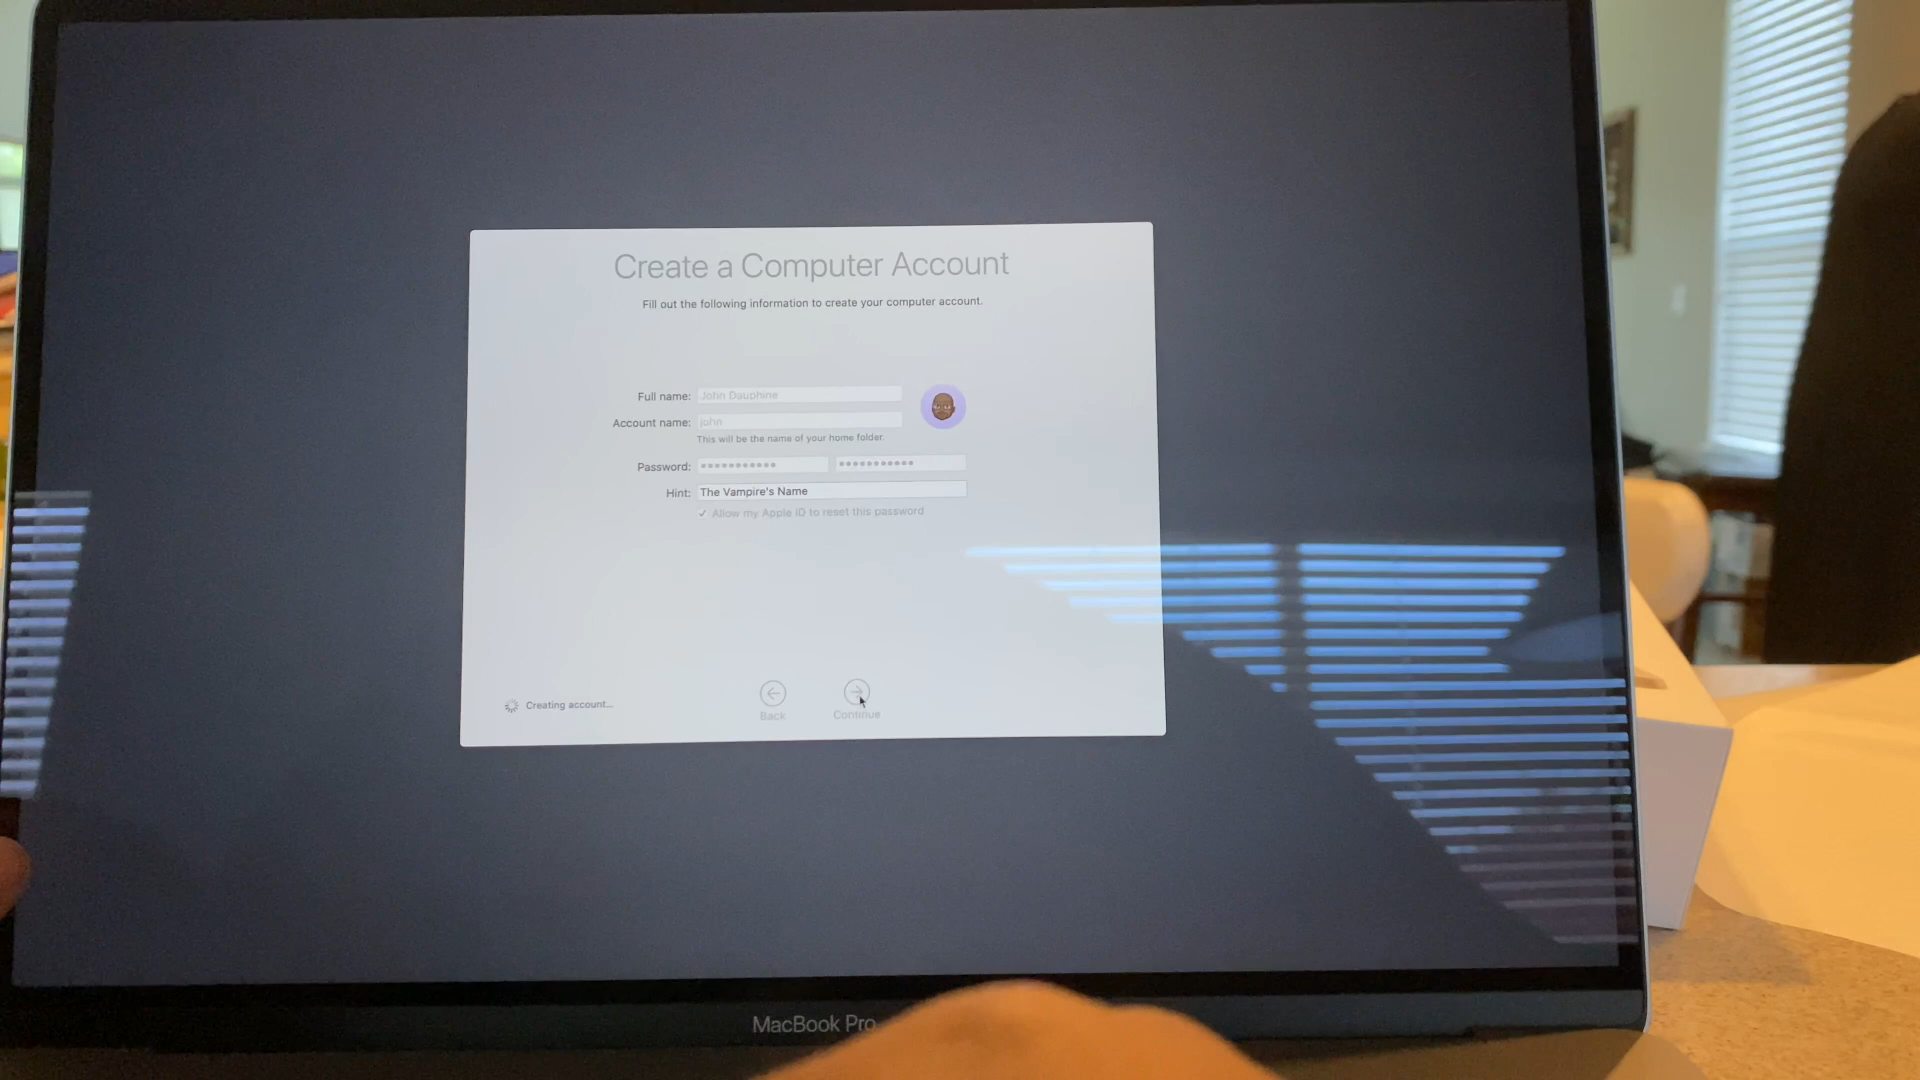 Create a Computer Account
Fill out the following information to create your computer account.
Full name: John Dauphine
Account name: john
This will be the name of your home folder.
Password: ●●●●●●●●●●● ●●●●●●●●●●●
Hint: The Vampire's Name
✓ Allow my Apple ID to reset this password
Creating account...
Back
Continue
MacBook Pro